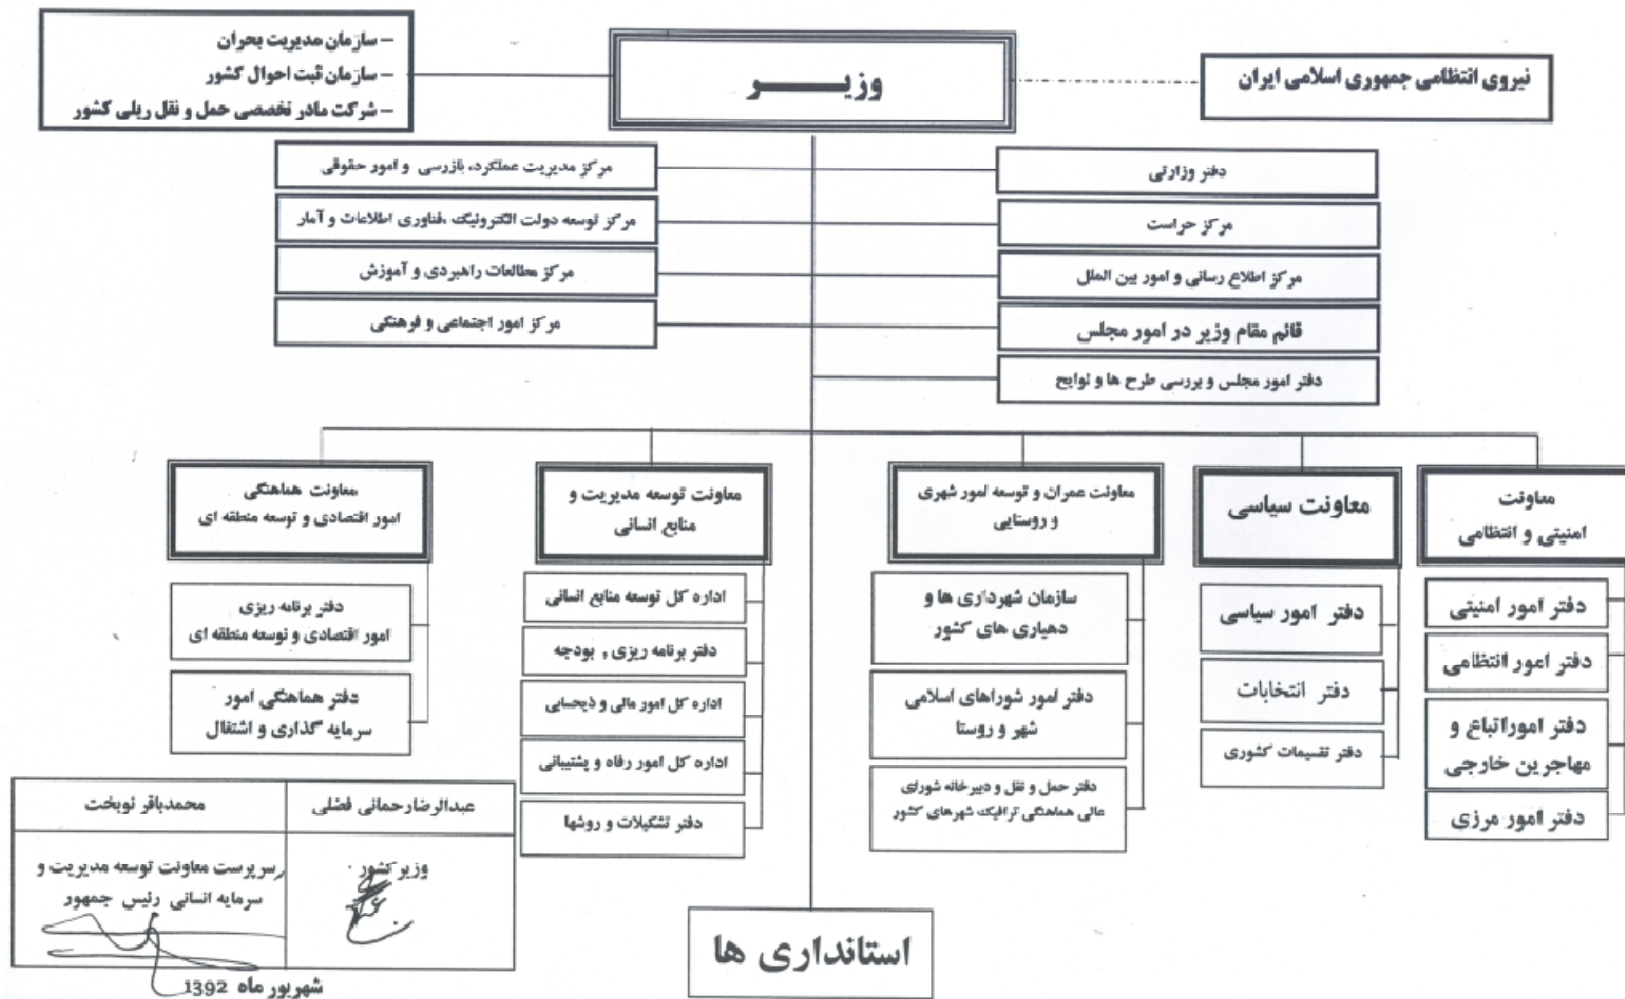 – سازمان مدیریت بحران
– سازمان ثبت احوال کشور
– شرکت مادر تخصصی حمل و نقل ریلی کشور
وزیـــــر
نیروی انتظامی جمهوری اسلامی ایران
دفتر وزارتی
مرکز مدیریت عملکرد، بازرسی و امور حقوقی
مرکز حراست
مرکز توسعه دولت الکترونیک ،فناوری اطلاعات و آمار
مرکز اطلاع رسانی و امور بین الملل
مرکز مطالعات راهبردی و آموزش
قائم مقام وزیر در امور مجلس
مرکز امور اجتماعی و فرهنگی
دفتر امور مجلس و بررسی طرح ها و لوایح
معاونت
امنیتی و انتظامی
دفتر امور امنیتی
دفتر امور انتظامی
دفتر اموراتباع و
مهاجرین خارجی
دفتر امور مرزی
معاونت سیاسی
دفتر امور سیاسی
دفتر انتخابات
دفتر تقسیمات کشوری
معاونت عمران و توسعه امور شهری
و روستایی
سازمان شهرداری ها و
دهیاری های کشور
دفتر امور شوراهای اسلامی
شهر و روستا
دفتر حمل و نقل و دبیرخانه شورای
عالی هماهنگی ترافیک شهرهای کشور
معاونت توسعه مدیریت و
منابع انسانی
اداره کل توسعه منابع انسانی
دفتر برنامه ریزی و بودجه
اداره کل امور مالی و ذیحسابی
اداره کل امور رفاه و پشتیبانی
دفتر تشکیلات و روشها
معاونت هماهنگی
امور اقتصادی و توسعه منطقه ای
دفتر برنامه ریزی
امور اقتصادی و توسعه منطقه ای
دفتر هماهنگی امور
سرمایه گذاری و اشتغال
استانداری ها
عبدالرضارحمانی فضلی
وزیر کشور
محمدباقر نوبخت
سرپرست معاونت توسعه مدیریت و
سرمایه انسانی رئیس جمهور
شهریور ماه 1392